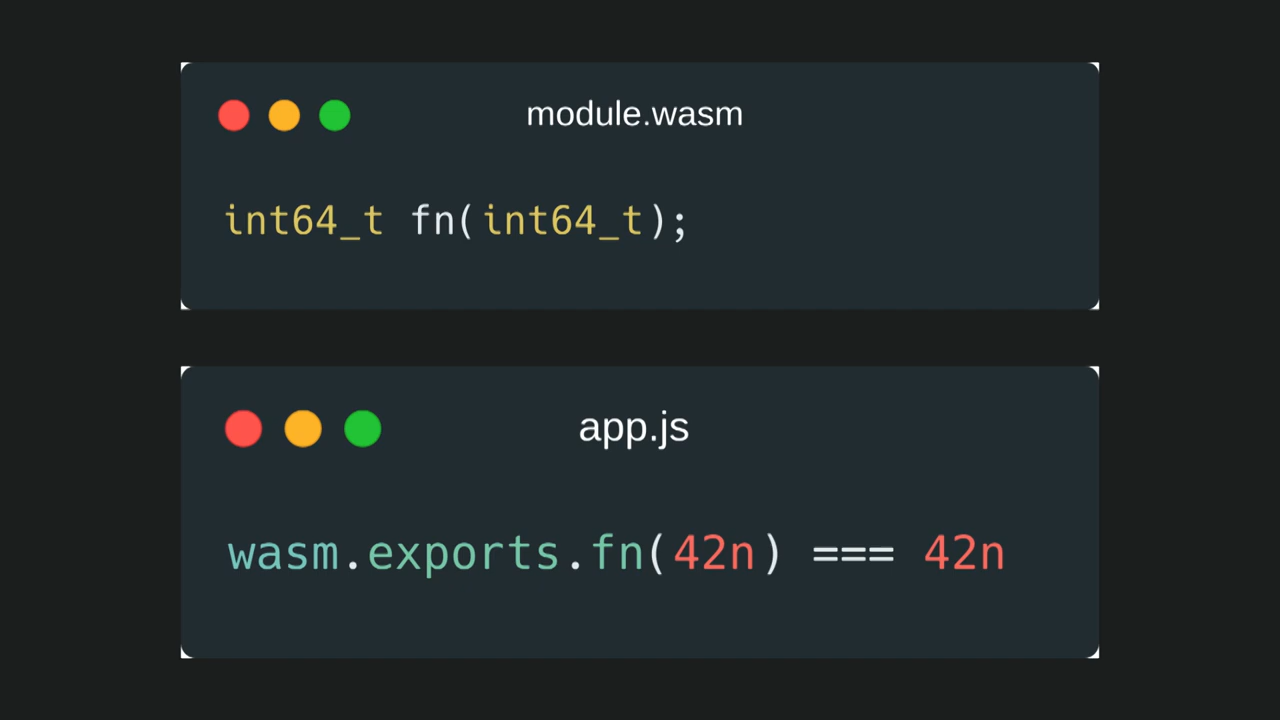 module.wasm
int64_t fn(int64_t);
app.js
wasm.exports.fn(42n) === 42n